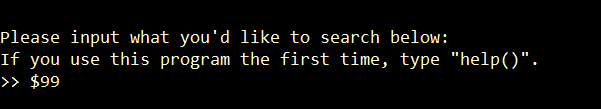 Please input what you'd like to search below:
If you use this program the first time, type "help()".
>> $99